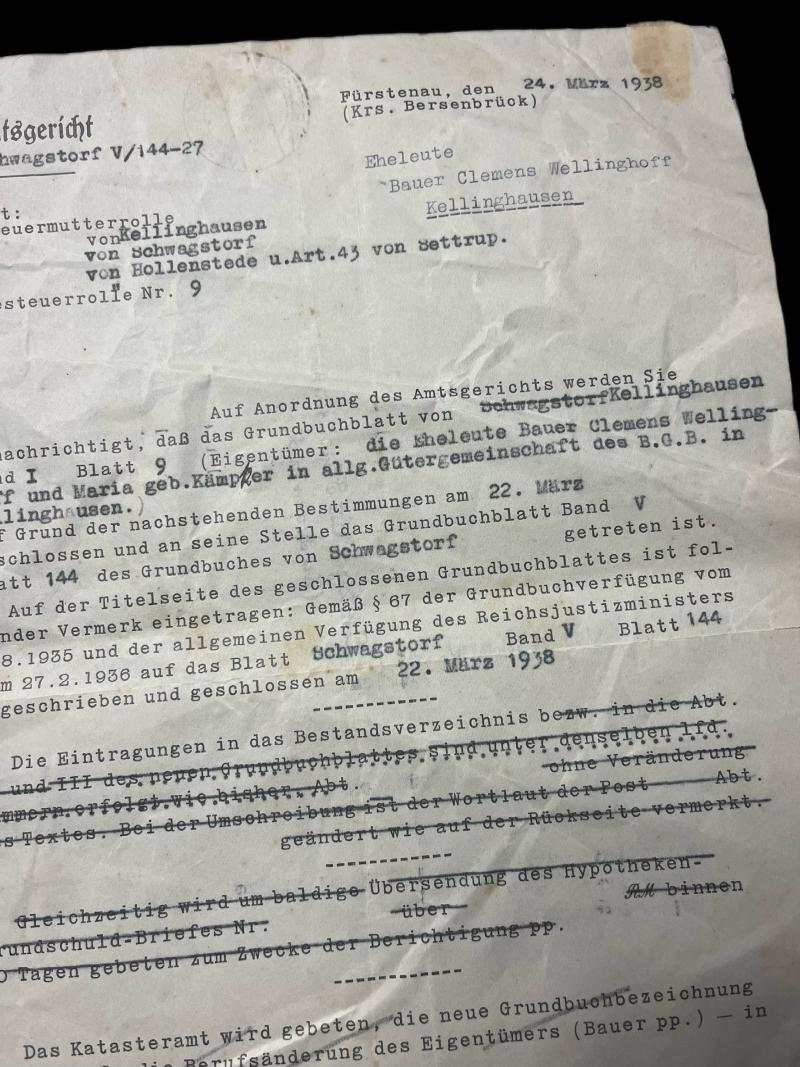 Fürstenau, den 24. März 1938
(Krs. Bersenbrück)
tsgericht
hwagstorf V/144-27
Eheleute
Bauer Clemens Wellinghoff
Kellinghausen
t:
euermutterrolle
von Kellinghausen
von Schwagstorf
von Hollenstede u.Art.43 von Settrup.
esteuerrolle Nr. 9
Auf Anordnung des Amtsgerichts werden Sie
nachrichtigt, daß das Grundbuchblatt von Schwagstorf Kellinghausen
d I Blatt 9 (Eigentümer: die Eheleute Bauer Clemens Welling-
ff und Maria geb.Kämpfer in allg.Gütergemeinschaft des B.G.B. in
llinghausen.)
f Grund der nachstehenden Bestimmungen am 22. März
schlossen und an seine Stelle das Grundbuchblatt Band V
att 144 des Grundbuches von Schwagstorf getreten ist.
Auf der Titelseite des geschlossenen Grundbuchblattes ist fol-
nder Vermerk eingetragen: Gemäß § 67 der Grundbuchverfügung vom
8.1935 und der allgemeinen Verfügung des Reichsjustizministers
m 27.2.1936 auf das Blatt Schwagstorf Band V Blatt 144
geschrieben und geschlossen am 22. März 1938
Die Eintragungen in das Bestandsverzeichnis bezw. in die Abt.
und III des neuen Grundbuchblattes sind unter denselben lfd.
mmern erfolgt wie bisher. Abt. ohne Veränderung
s Textes. Bei der Umschreibung ist der Wortlaut der Post Abt.
geändert wie auf der Rückseite vermerkt.
Gleichzeitig wird um baldige Übersendung des Hypotheken-
rundschuld-Briefes Nr. über RM binnen
Tagen gebeten zum Zwecke der Berichtigung pp.
Das Katasteramt wird gebeten, die neue Grundbuchbezeichnung
die Berufsänderung des Eigentümers (Bauer pp.) — in